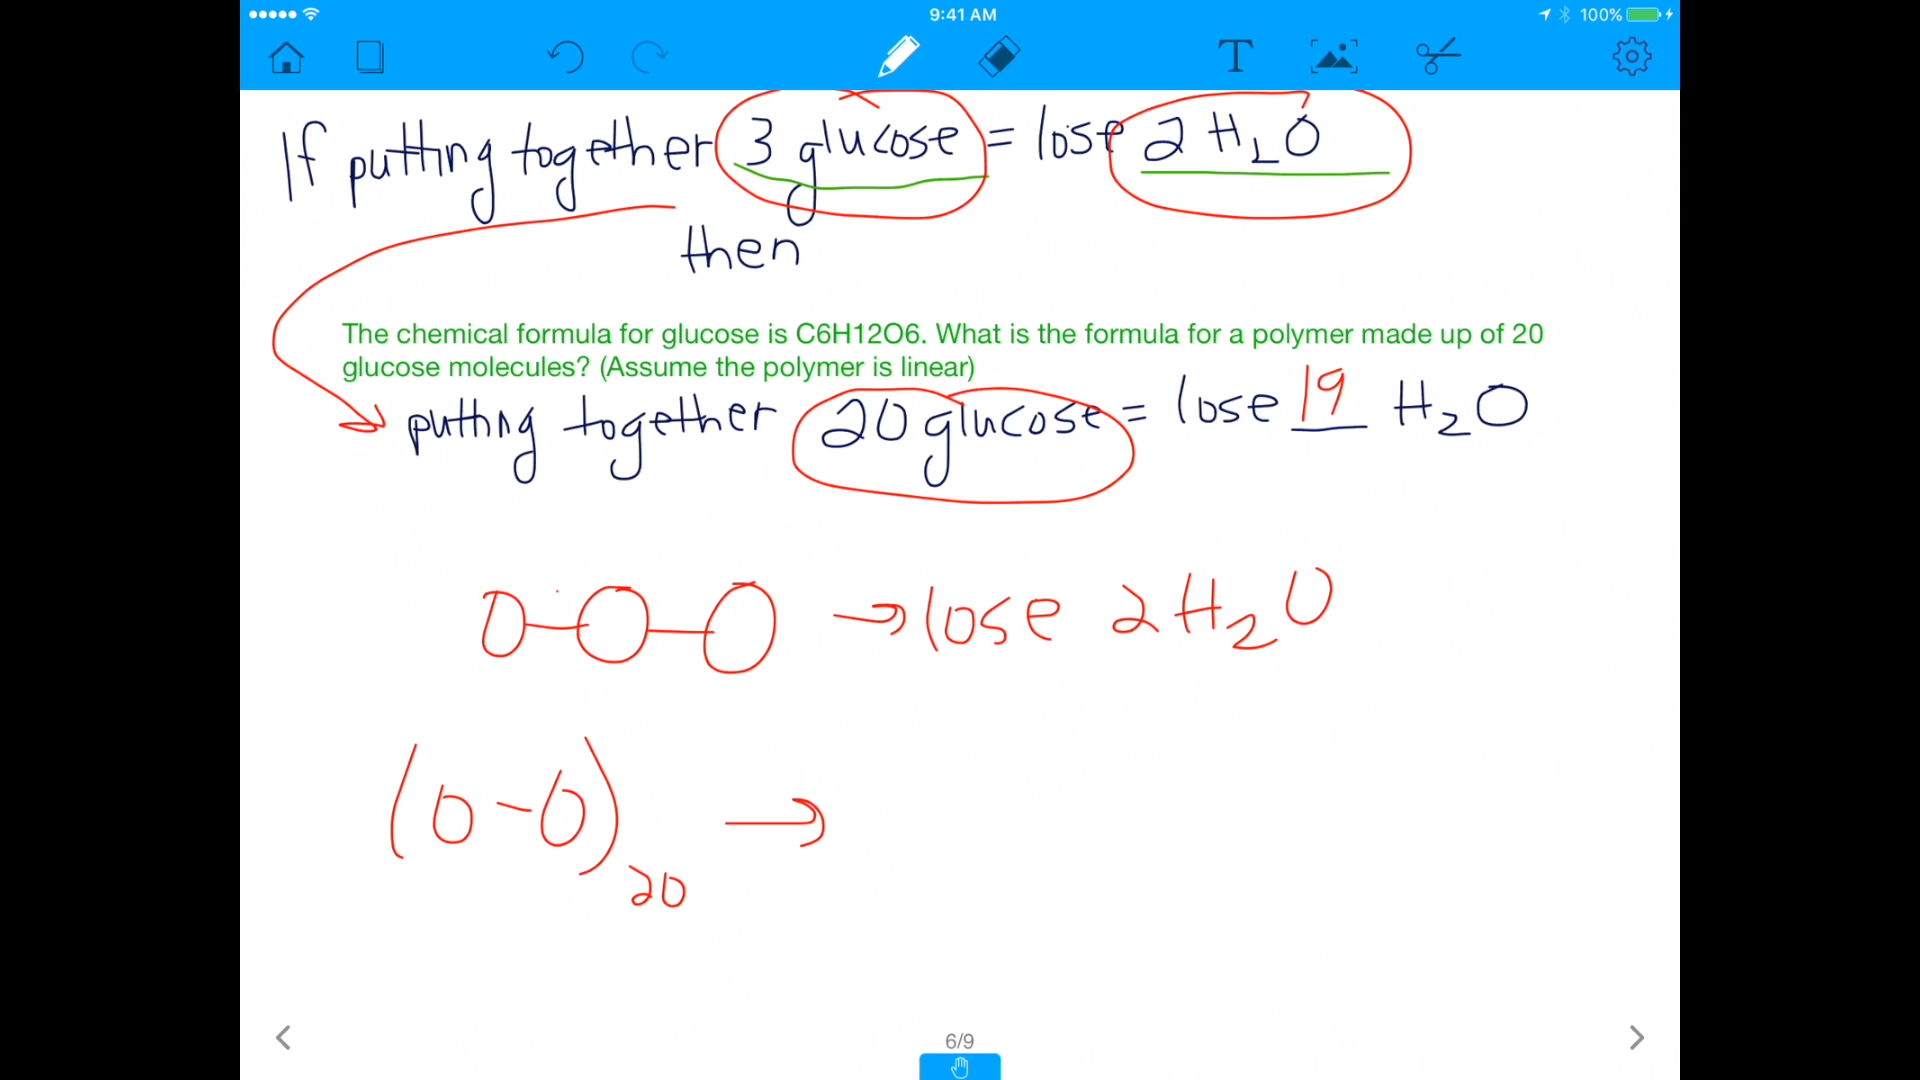 9:41 AM
100%
T
If putting together 3 glucose = lose 2 H2O
then
The chemical formula for glucose is C6H12O6. What is the formula for a polymer made up of 20
glucose molecules? (Assume the polymer is linear)
putting together 20 glucose = lose 19 H2O
O-O-O → lose 2 H2O
(O-O)20 →
6/9